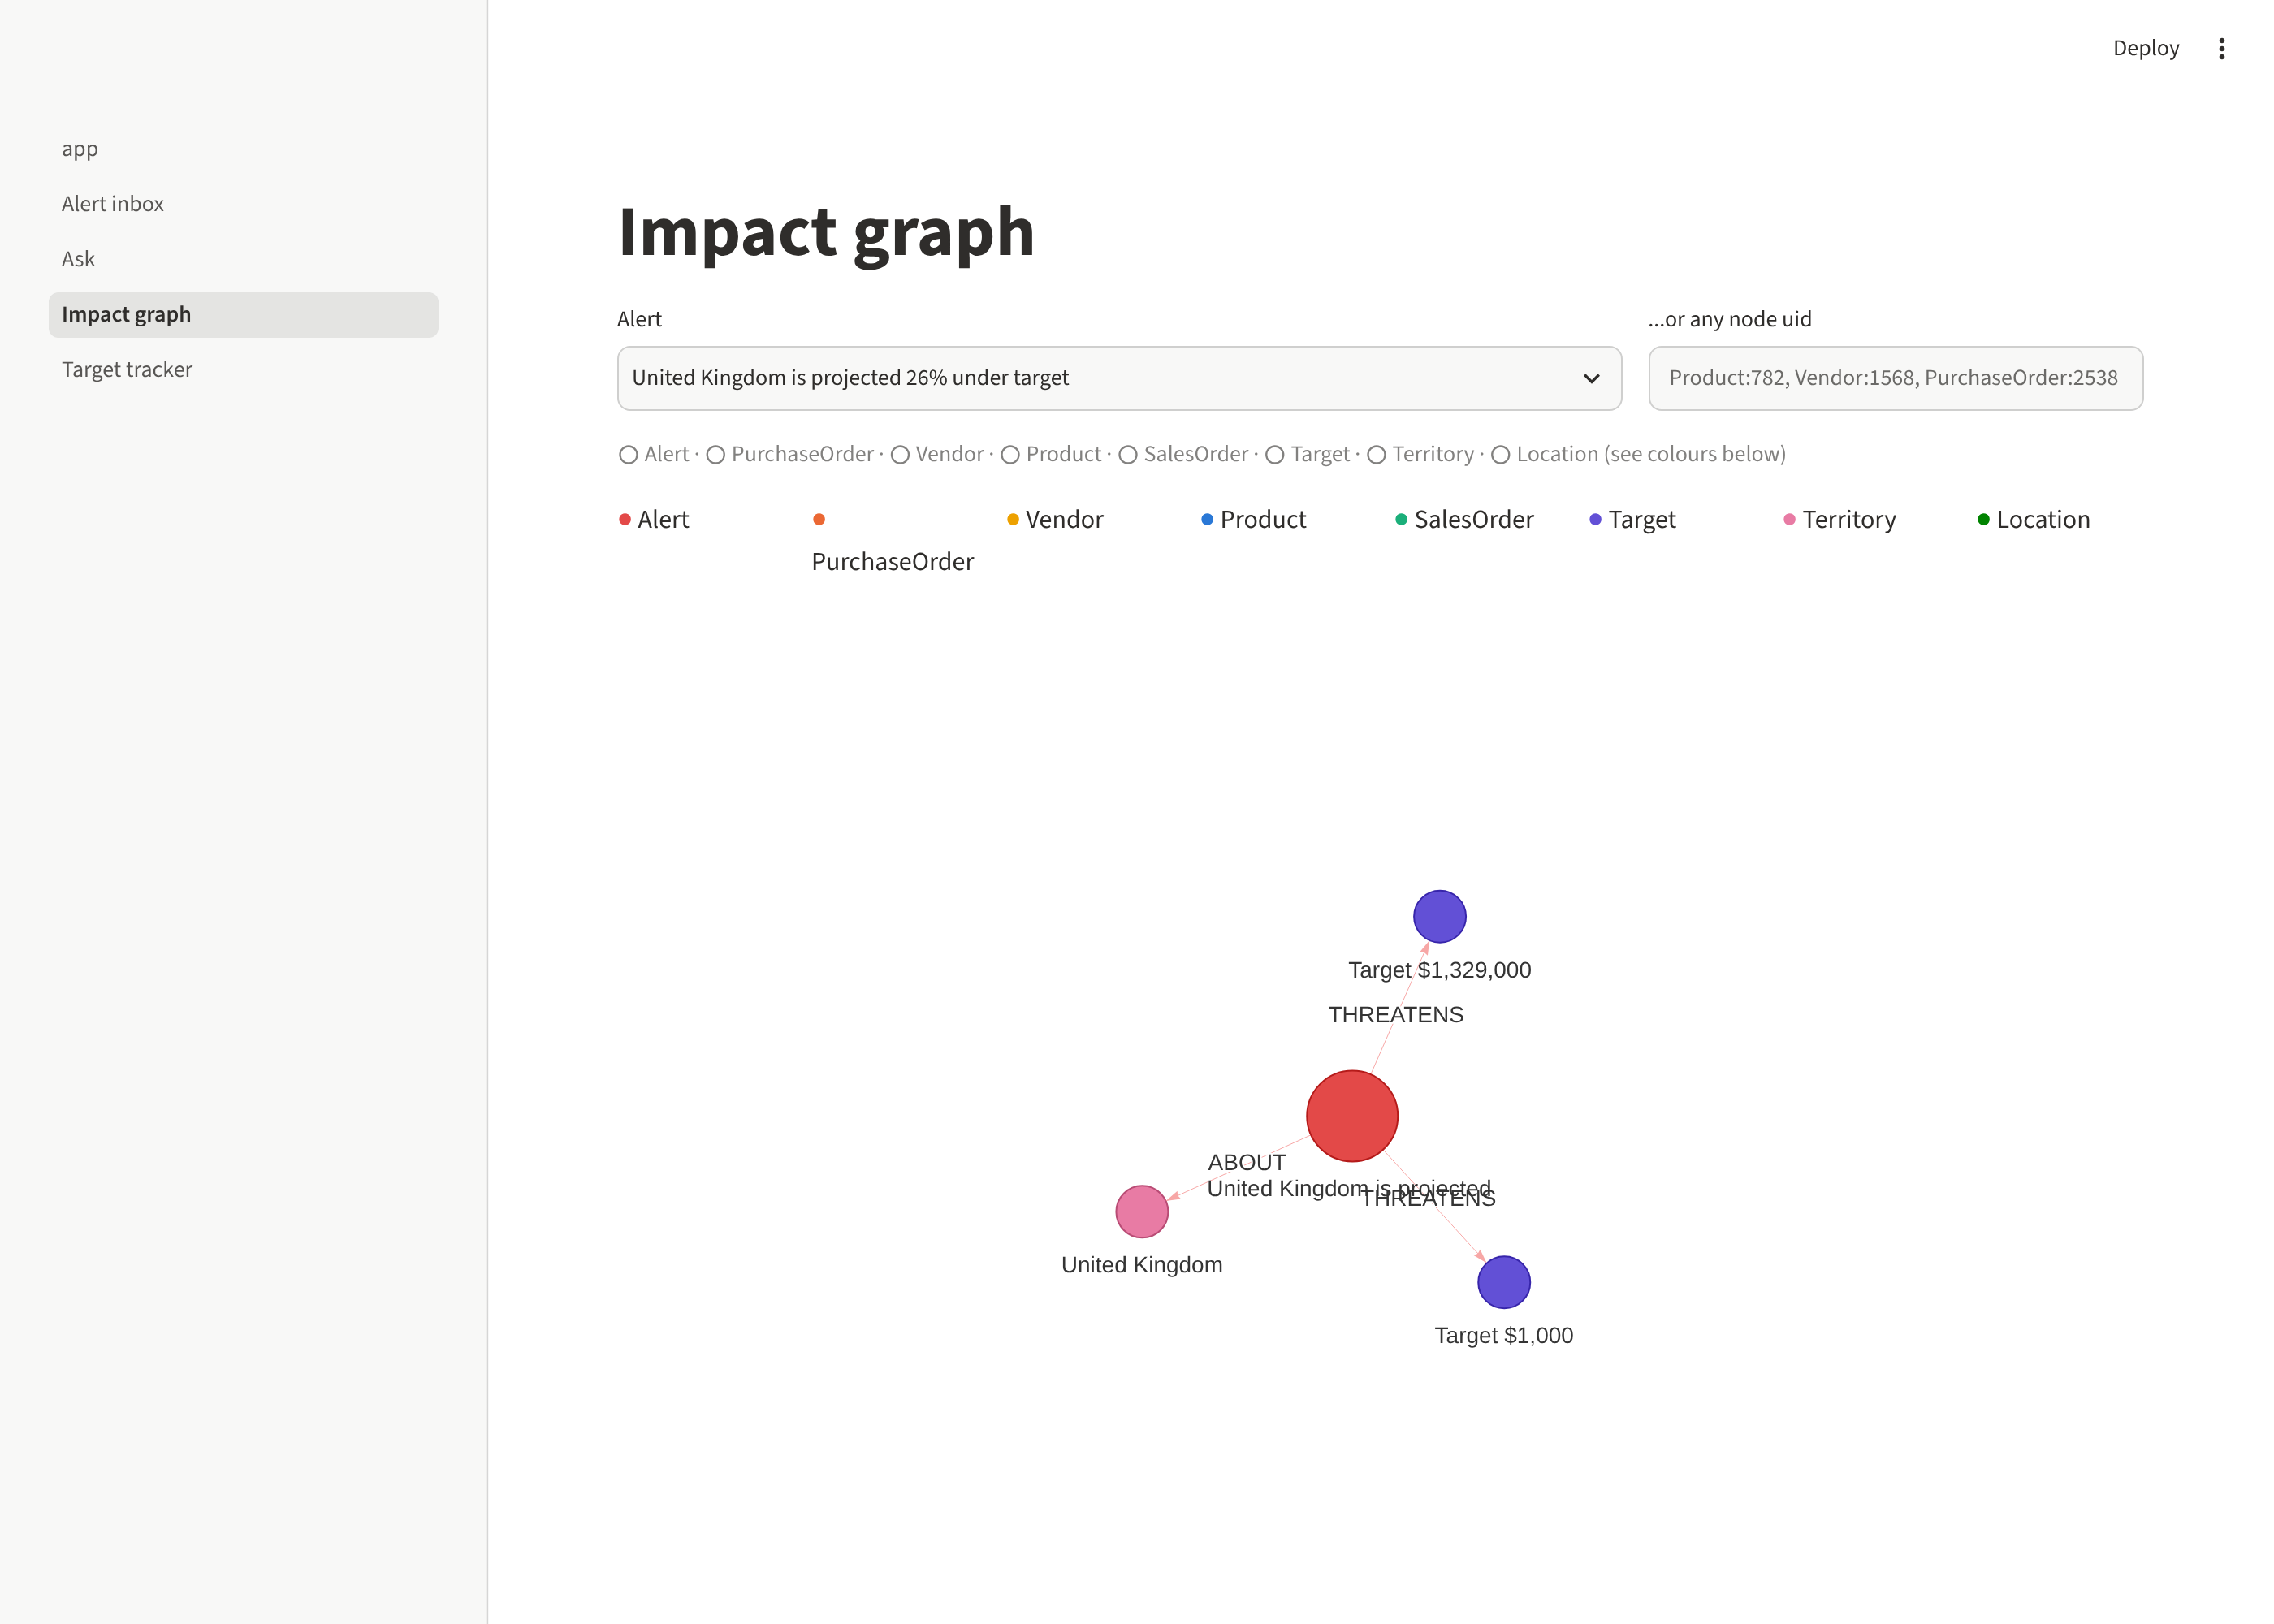 Deploy
app
Alert inbox
Ask
Impact graph
Target tracker
Impact graph
Alert
...or any node uid
United Kingdom is projected 26% under target
Product:782, Vendor:1568, PurchaseOrder:2538
Alert · PurchaseOrder · Vendor · Product · SalesOrder · Target · Territory · Location (see colours below)
Alert
PurchaseOrder
Vendor
Product
SalesOrder
Target
Territory
Location
Target $1,329,000
THREATENS
ABOUT
United Kingdom is projected
THREATENS
United Kingdom
Target $1,000